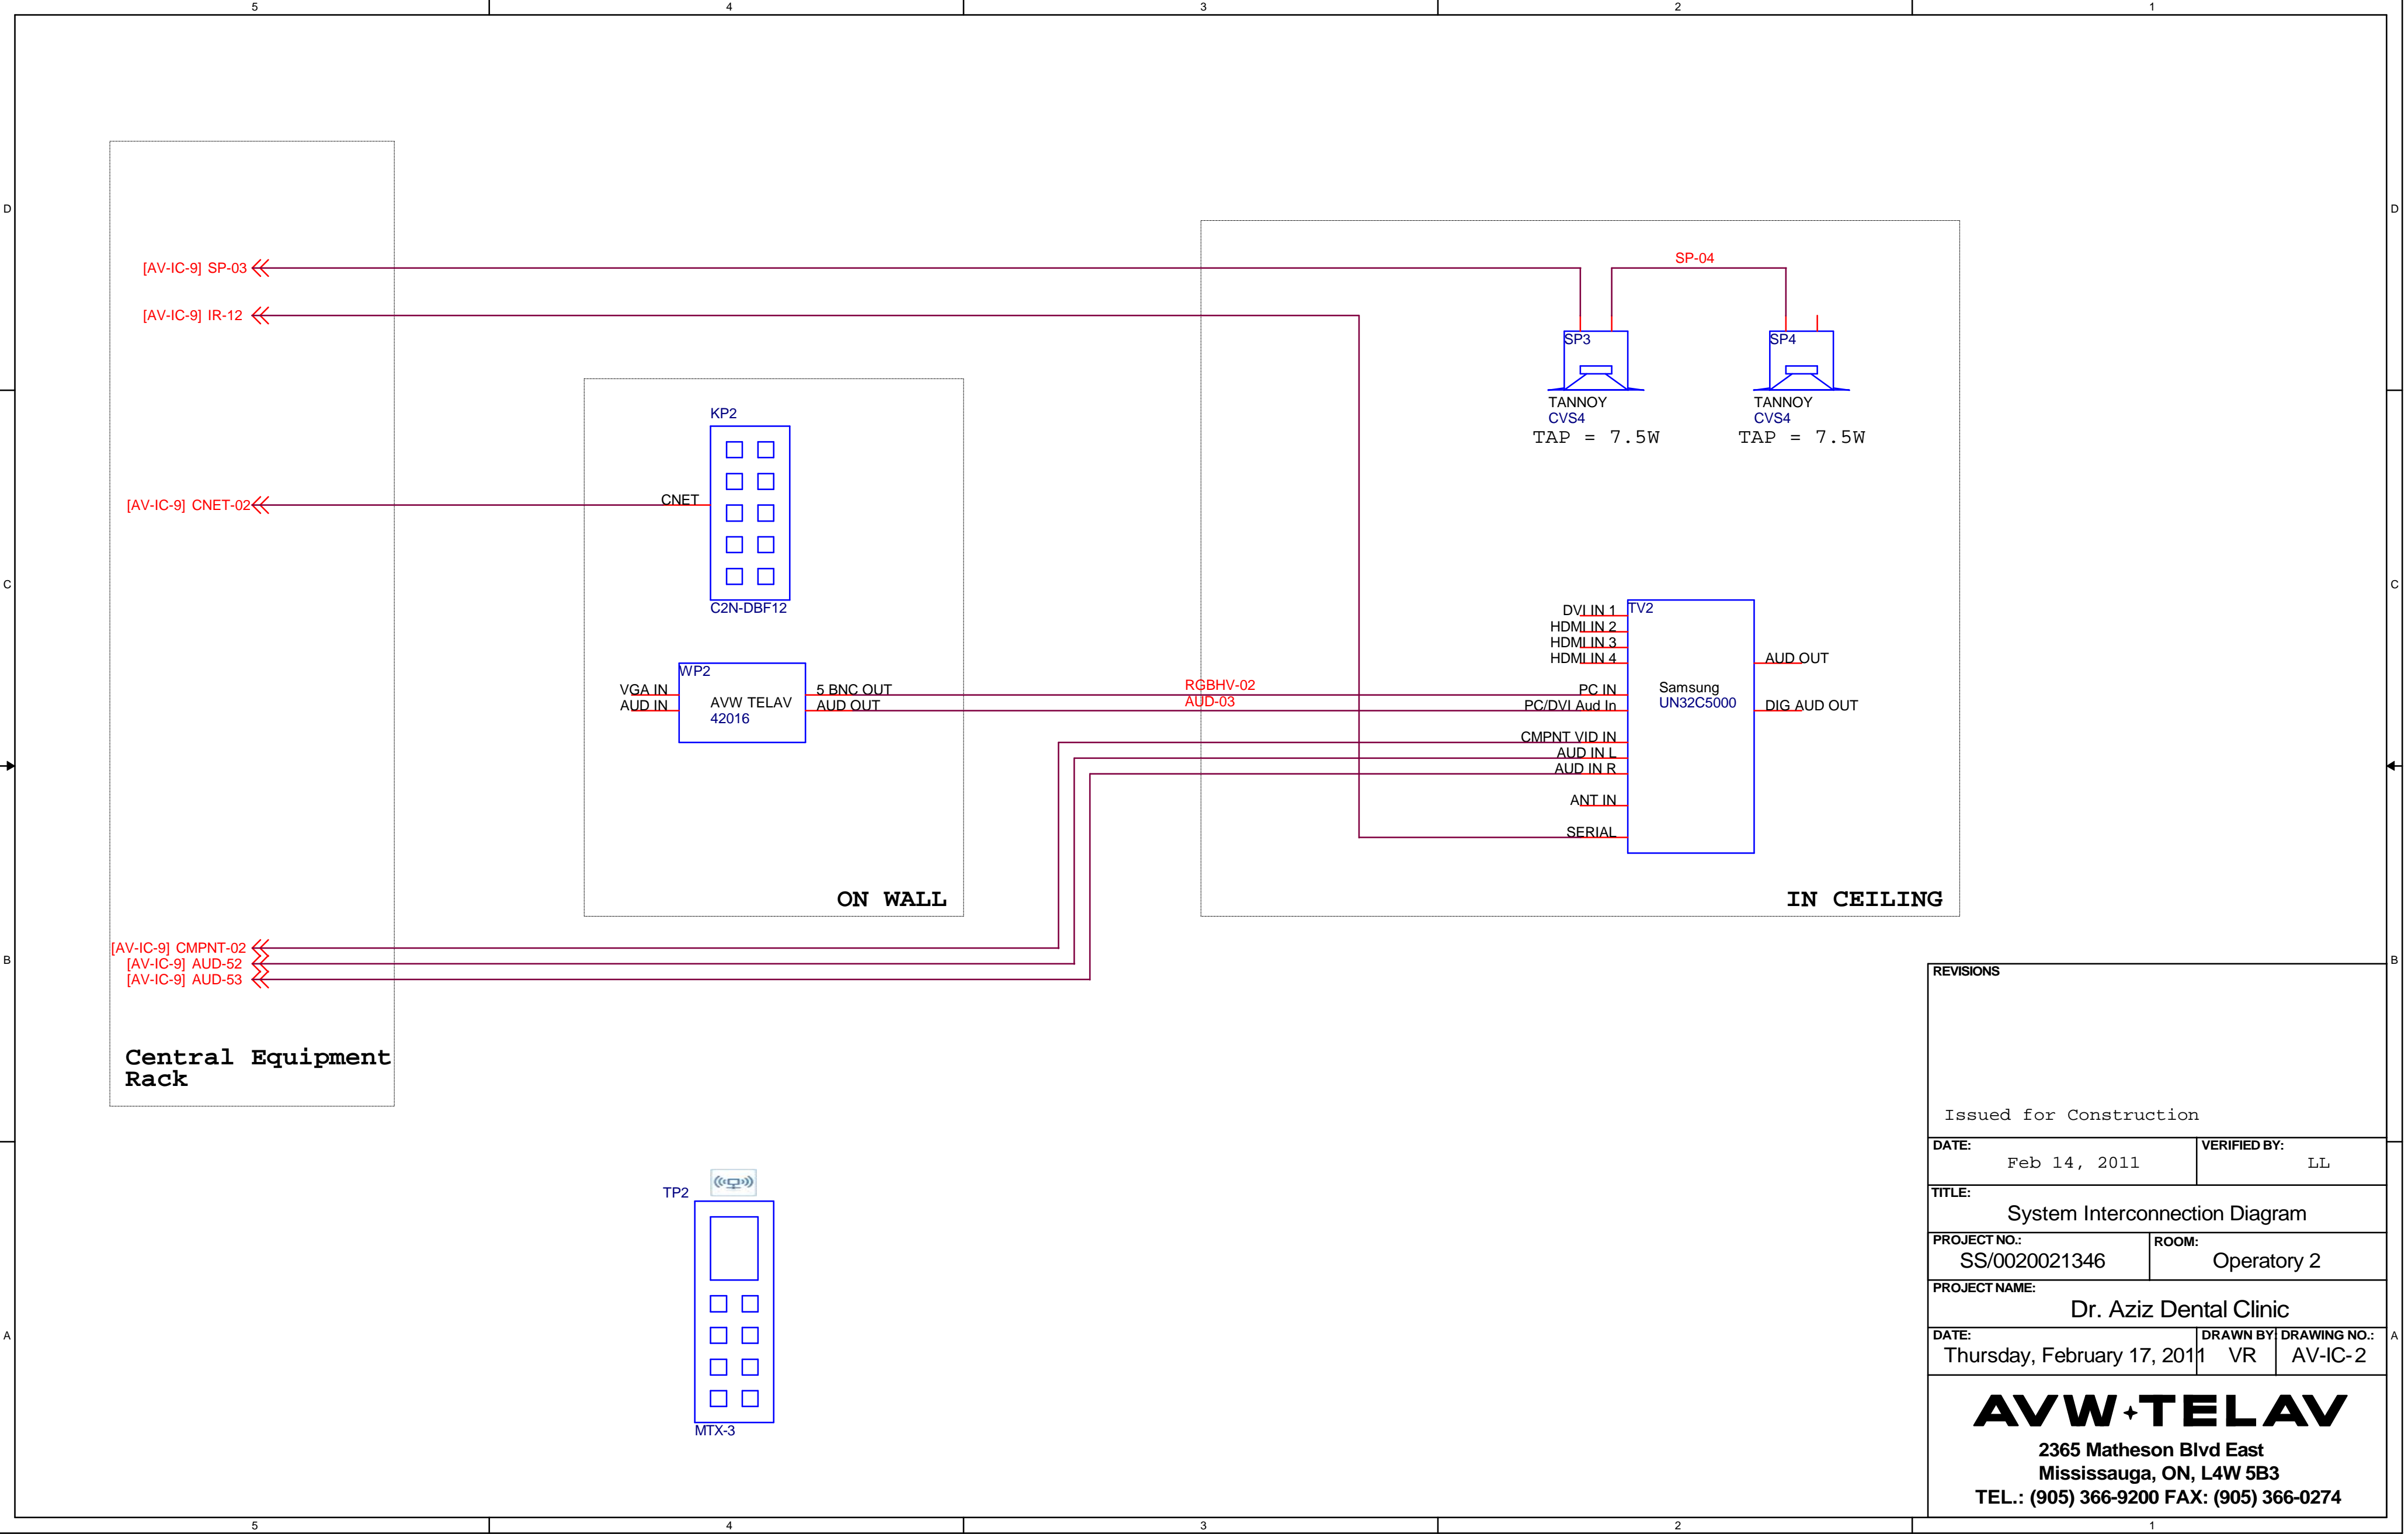 5 4 3 2 1
D D
[AV-IC-9] SP-03
SP-04
[AV-IC-9] IR-12
SP3
SP4
TANNOY
CVS4
TAP = 7.5W
TANNOY
CVS4
TAP = 7.5W
KP2
[AV-IC-9] CNET-02
CNET
C2N-DBF12
C C
WP2
VGA IN
AUD IN
AVW TELAV
42016
5 BNC OUT
AUD OUT
RGBHV-02
AUD-03
TV2
DVI IN 1
HDMI IN 2
HDMI IN 3
HDMI IN 4
PC IN
PC/DVI Aud In
CMPNT VID IN
AUD IN L
AUD IN R
ANT IN
SERIAL
Samsung
UN32C5000
AUD OUT
DIG AUD OUT
ON WALL
IN CEILING
[AV-IC-9] CMPNT-02
[AV-IC-9] AUD-52
[AV-IC-9] AUD-53
B B
Central Equipment
Rack
TP2
MTX-3
REVISIONS
Issued for Construction
DATE:
Feb 14, 2011
VERIFIED BY:
LL
TITLE:
System Interconnection Diagram
PROJECT NO.:
SS/0020021346
ROOM:
Operatory 2
PROJECT NAME:
Dr. Aziz Dental Clinic
A A
DATE:
Thursday, February 17, 2011
DRAWN BY:
VR
DRAWING NO.:
AV-IC-2
AVW TELAV
2365 Matheson Blvd East
Mississauga, ON, L4W 5B3
TEL.: (905) 366-9200 FAX: (905) 366-0274
5 4 3 2 1